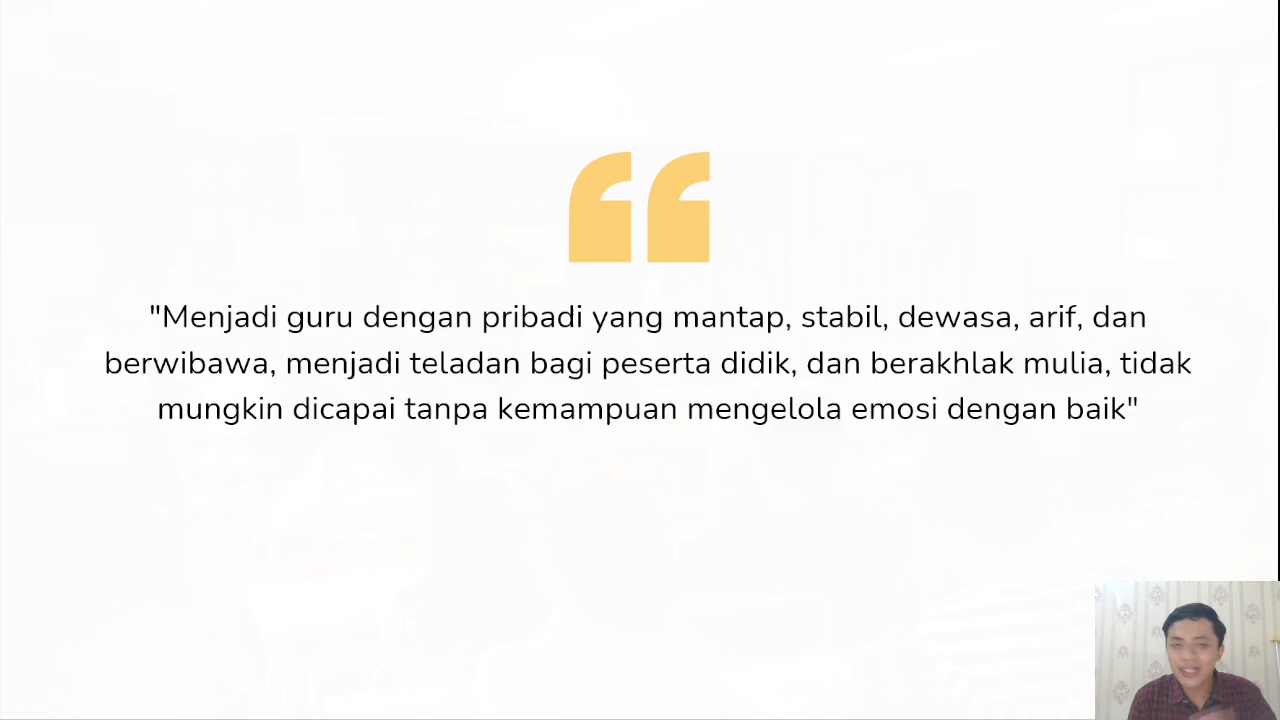 "Menjadi guru dengan pribadi yang mantap, stabil, dewasa, arif, dan
berwibawa, menjadi teladan bagi peserta didik, dan berakhlak mulia, tidak
mungkin dicapai tanpa kemampuan mengelola emosi dengan baik"